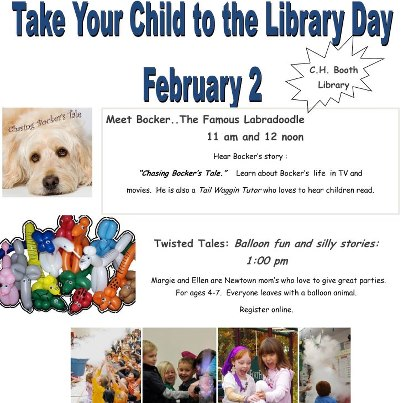 Take Your Child to the Library Day
February 2
C.H. Booth
Library
Chasing Bocker's Tale
Meet Bocker..The Famous Labradoodle
11 am and 12 noon
Hear Bocker's story :
"Chasing Bocker's Tale." Learn about Bocker's life in TV and
movies. He is also a Tail Waggin Tutor who loves to hear children read.
Twisted Tales: Balloon fun and silly stories:
1:00 pm
Margie and Ellen are Newtown mom's who love to give great parties.
For ages 4-7. Everyone leaves with a balloon animal.
Register online.